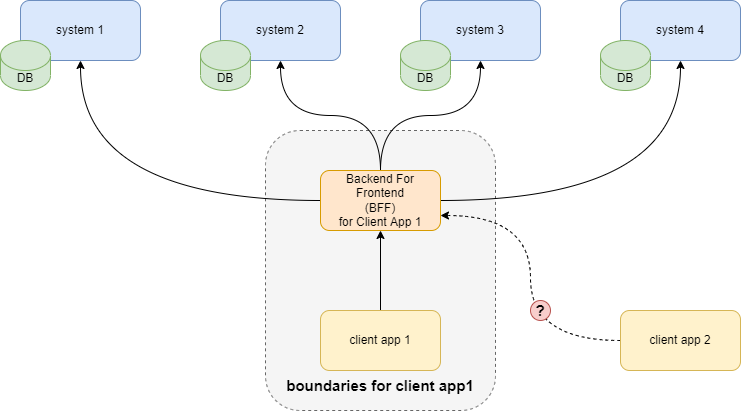 system 1
system 2
system 3
system 4
DB
DB
DB
DB
Backend For
Frontend
(BFF)
for Client App 1
?
client app 1
client app 2
boundaries for client app1